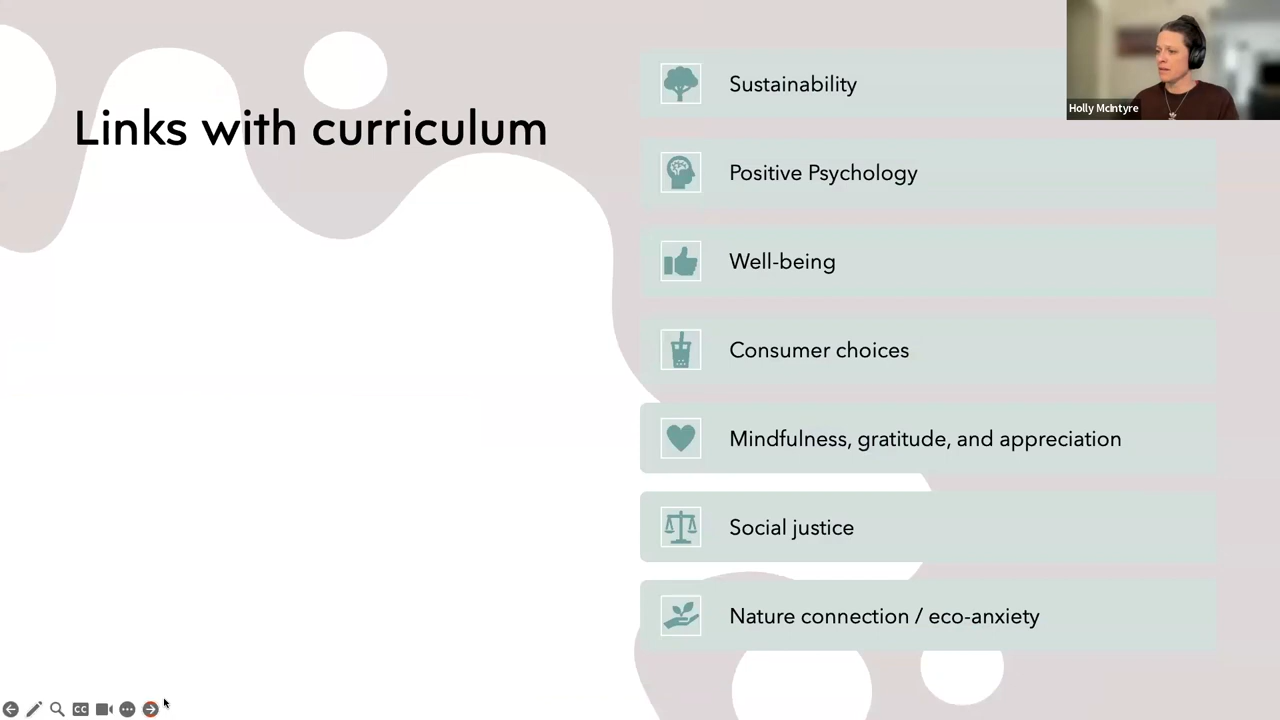 Links with curriculum
Sustainability
Positive Psychology
Well-being
Consumer choices
Mindfulness, gratitude, and appreciation
Social justice
Nature connection / eco-anxiety
Holly McIntyre
CC